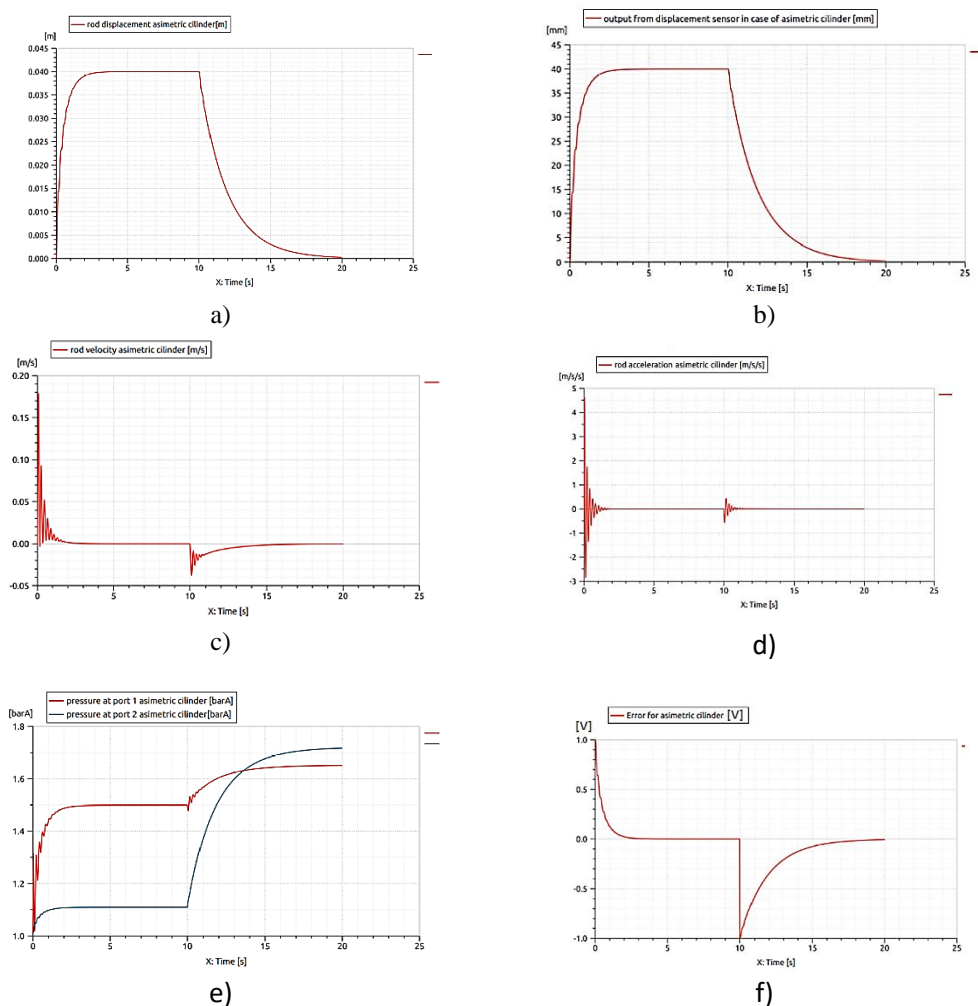 rod displacement asimetric cilinder[m]
[m]
0.045
0.040
0.035
0.030
0.025
0.020
0.015
0.010
0.005
0.000
0 5 10 15 20 25
X: Time [s]
a)
output from displacement sensor in case of asimetric cilinder [mm]
[mm]
45
40
35
30
25
20
15
10
5
0
0 5 10 15 20 25
X: Time [s]
b)
rod velocity asimetric cilinder [m/s]
[m/s]
0.20
0.15
0.10
0.05
0.00
-0.05
0 5 10 15 20 25
X: Time [s]
c)
rod acceleration asimetric cilinder [m/s/s]
[m/s/s]
5
4
3
2
1
0
-1
-2
-3
0 5 10 15 20 25
X: Time [s]
d)
pressure at port 1 asimetric cilinder [barA]
pressure at port 2 asimetric cilinder[barA]
[barA]
1.8
1.6
1.4
1.2
1.0
0 5 10 15 20 25
X: Time [s]
e)
Error for asimetric cilinder [V]
[V]
1.0
0.5
0.0
-0.5
-1.0
0 5 10 15 20 25
X: Time [s]
f)